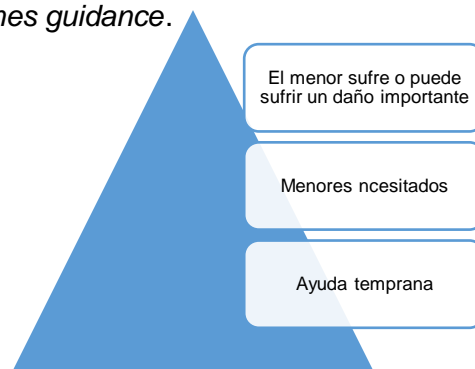 nes guidance.
El menor sufre o puede
sufrir un daño importante
Menores ncesitados
Ayuda temprana